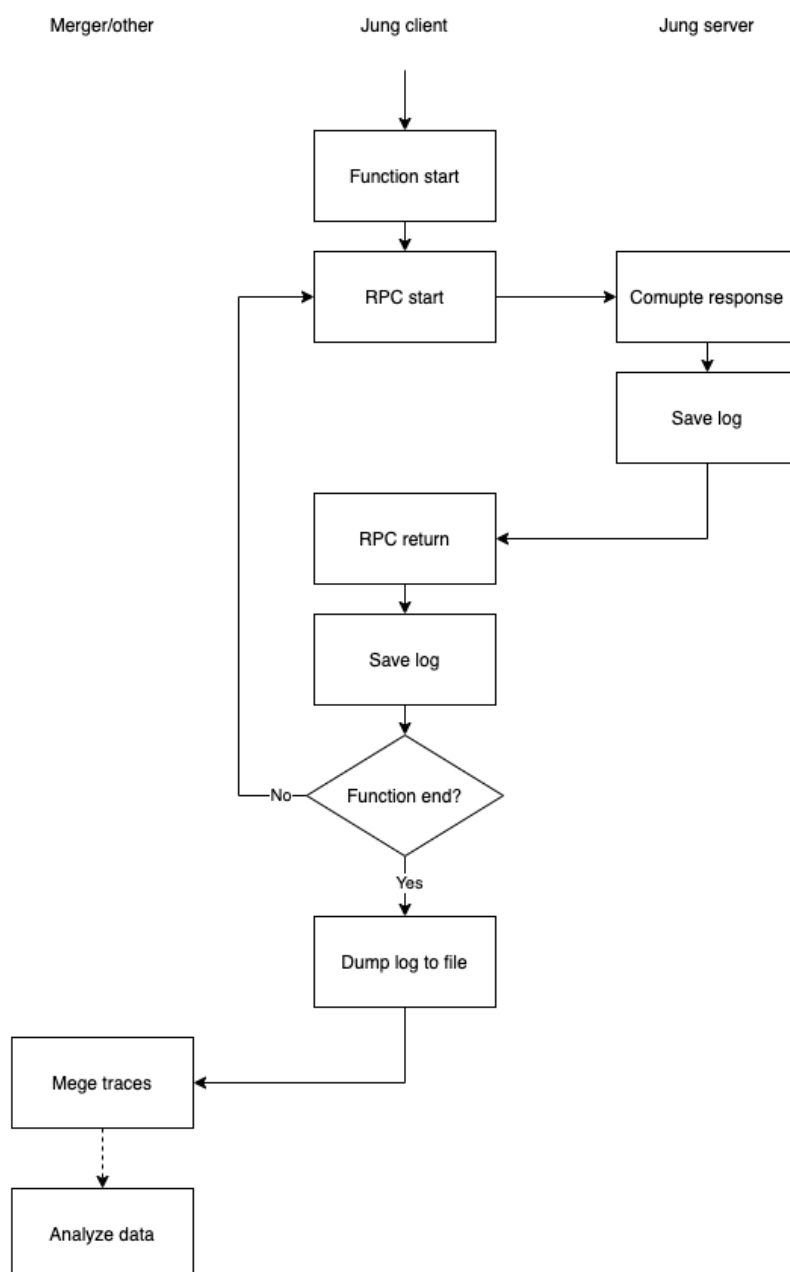 Merger/other
Jung client
Jung server
Function start
RPC start
Comupte response
Save log
RPC return
Save log
Function end?
No
Yes
Dump log to file
Mege traces
Analyze data